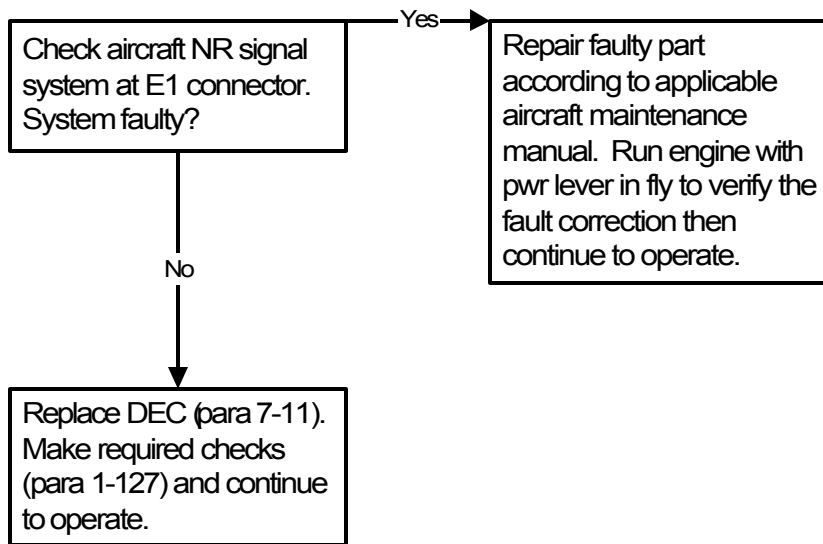 Check aircraft NR signal
system at E1 connector.
System faulty?
Yes
Repair faulty part
according to applicable
aircraft maintenance
manual. Run engine with
pwr lever in fly to verify the
fault correction then
continue to operate.
No
Replace DEC (para 7-11).
Make required checks
(para 1-127) and continue
to operate.